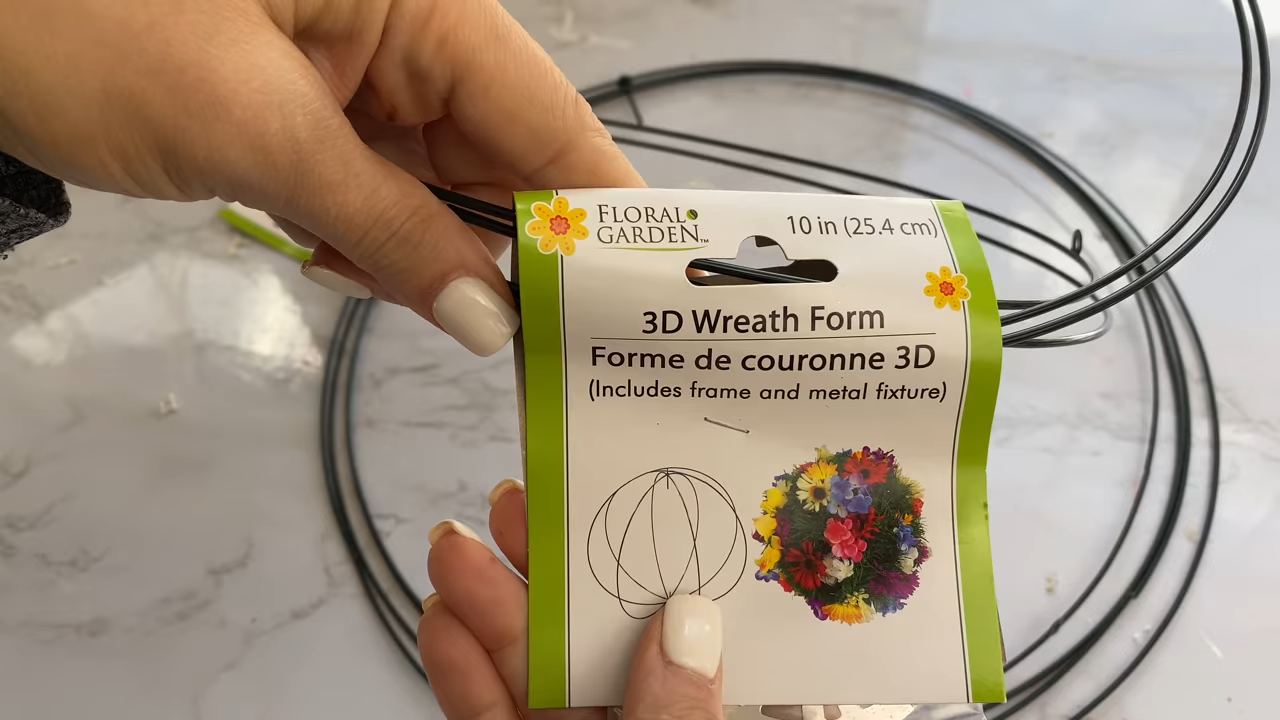 FLORAL
GARDEN™
10 in (25.4 cm)
3D Wreath Form
Forme de couronne 3D
(Includes frame and metal fixture)